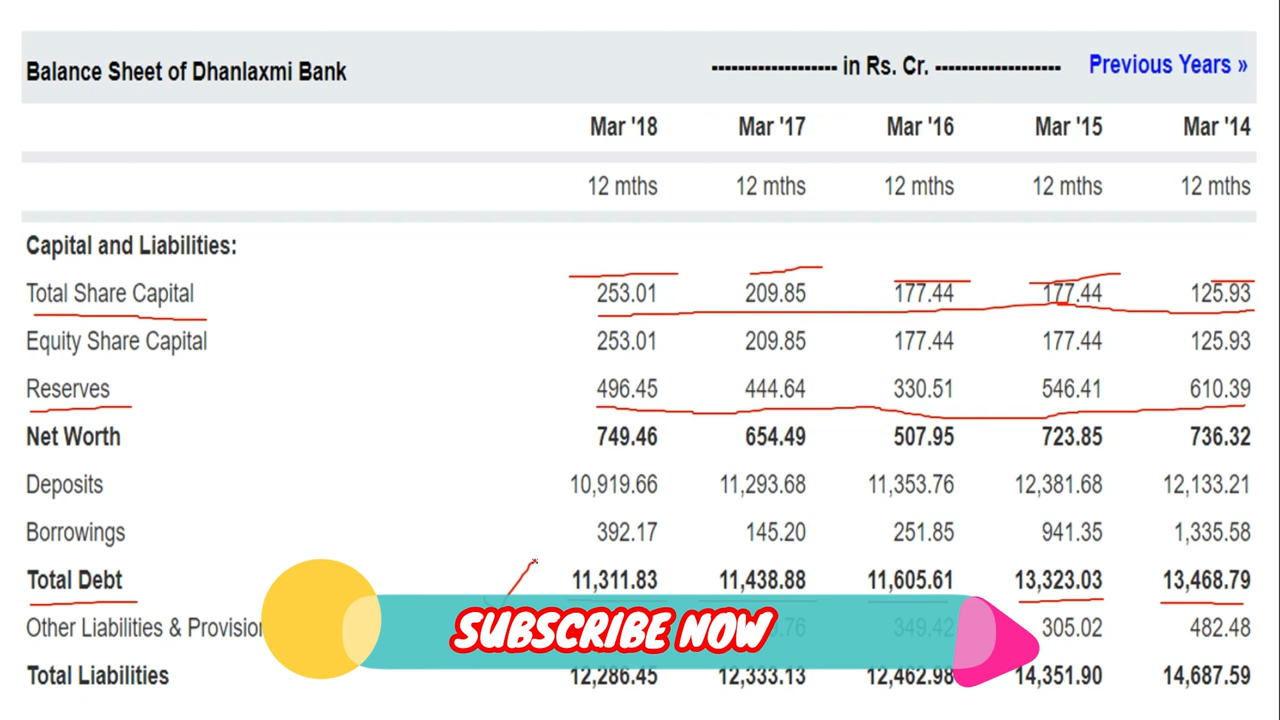 Balance Sheet of Dhanlaxmi Bank ------------------- in Rs. Cr. ------------------- Previous Years »
Mar '18 Mar '17 Mar '16 Mar '15 Mar '14
12 mths 12 mths 12 mths 12 mths 12 mths
Capital and Liabilities:
Total Share Capital 253.01 209.85 177.44 177.44 125.93
Equity Share Capital 253.01 209.85 177.44 177.44 125.93
Reserves 496.45 444.64 330.51 546.41 610.39
Net Worth 749.46 654.49 507.95 723.85 736.32
Deposits 10,919.66 11,293.68 11,353.76 12,381.68 12,133.21
Borrowings 392.17 145.20 251.85 941.35 1,335.58
Total Debt 11,311.83 11,438.88 11,605.61 13,323.03 13,468.79
Other Liabilities & 349.42 305.02 482.48
SUBSCRIBE NOW
Total Liabilities 12,286.45 12,333.13 12,462.98 14,351.90 14,687.59